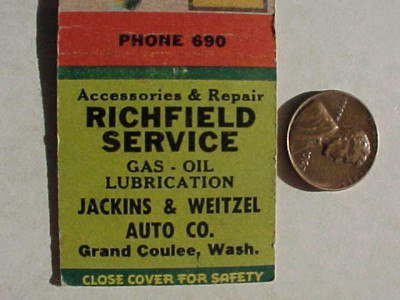 PHONE 690
Accessories & Repair
RICHFIELD
SERVICE
GAS - OIL
LUBRICATION
JACKINS & WEITZEL
AUTO CO.
Grand Coulee, Wash.
CLOSE COVER FOR SAFETY